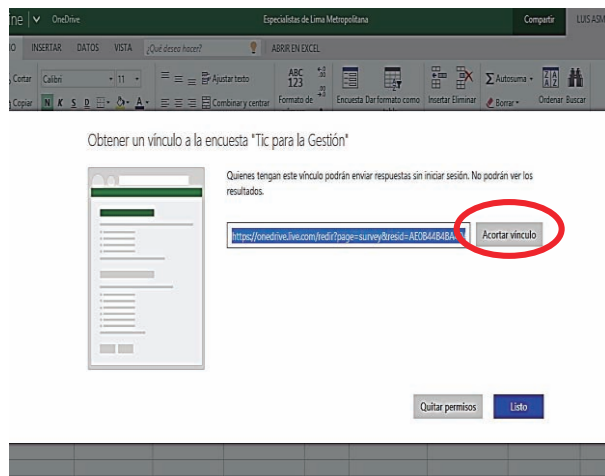 ine | OneDrive Especialistas de Lima Metropolitana Compartir LUIS ASM
IO INSERTAR DATOS VISTA ¿Qué desea hacer? ABRIR EN EXCEL
Cortar Calibri 11 Ajustar texto ABC 123 Autosuma
Copiar N K S D A Combinar y centrar Formato de Encuesta Dar formato como Insertar Eliminar Borrar Ordenar Buscar
Obtener un vínculo a la encuesta "Tic para la Gestión"
Quienes tengan este vínculo podrán enviar respuestas sin iniciar sesión. No podrán ver los
resultados.
https://onedrive.live.com/redir?page=survey&resid=AE0B44B4BA Acortar vínculo
Quitar permisos Listo